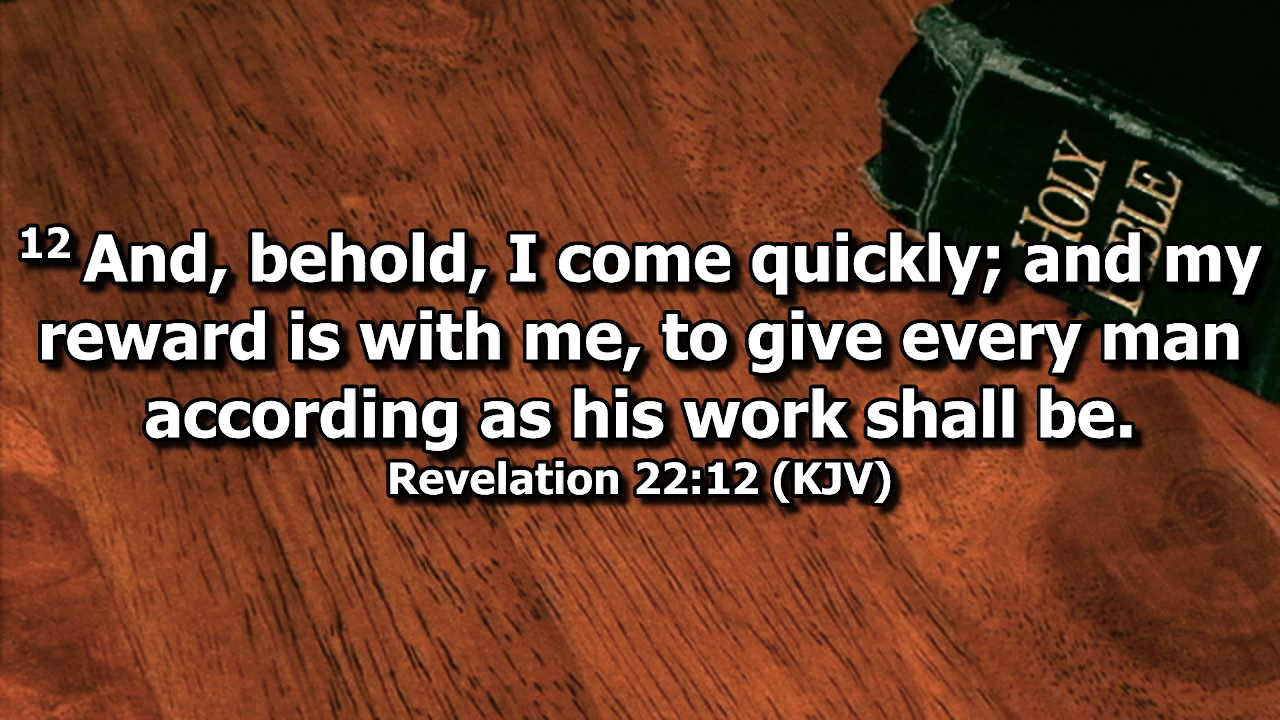 HOLY
BIBLE
12 And, behold, I come quickly; and my
reward is with me, to give every man
according as his work shall be.
Revelation 22:12 (KJV)